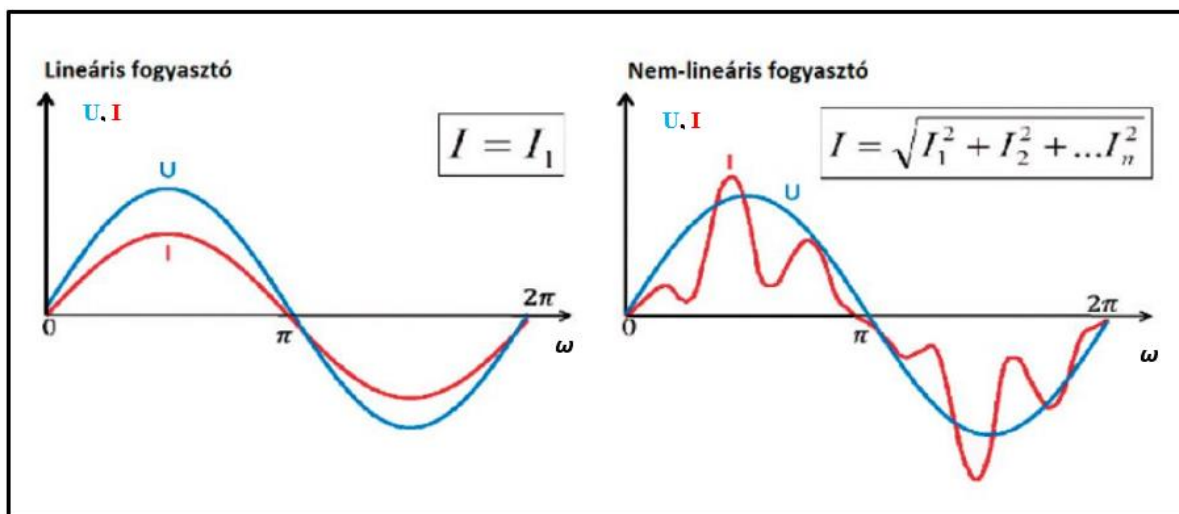 Lineáris fogyasztó
U, I
I = I₁
U
I
0
π
2π
ω
Nem-lineáris fogyasztó
U, I
I = √I₁² + I₂² + ...Iₙ²
I
U
0
π
2π
ω